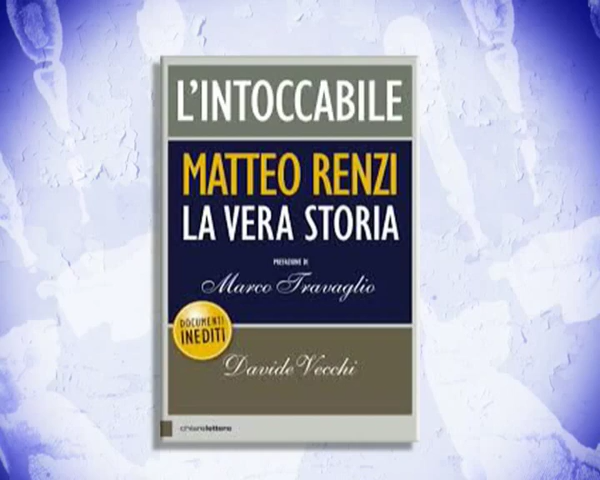 L'INTOCCABILE
MATTEO RENZI
LA VERA STORIA
PREFAZIONE DI
Marco Travaglio
DOCUMENTI
INEDITI
Davide Vecchi
chiarelettere